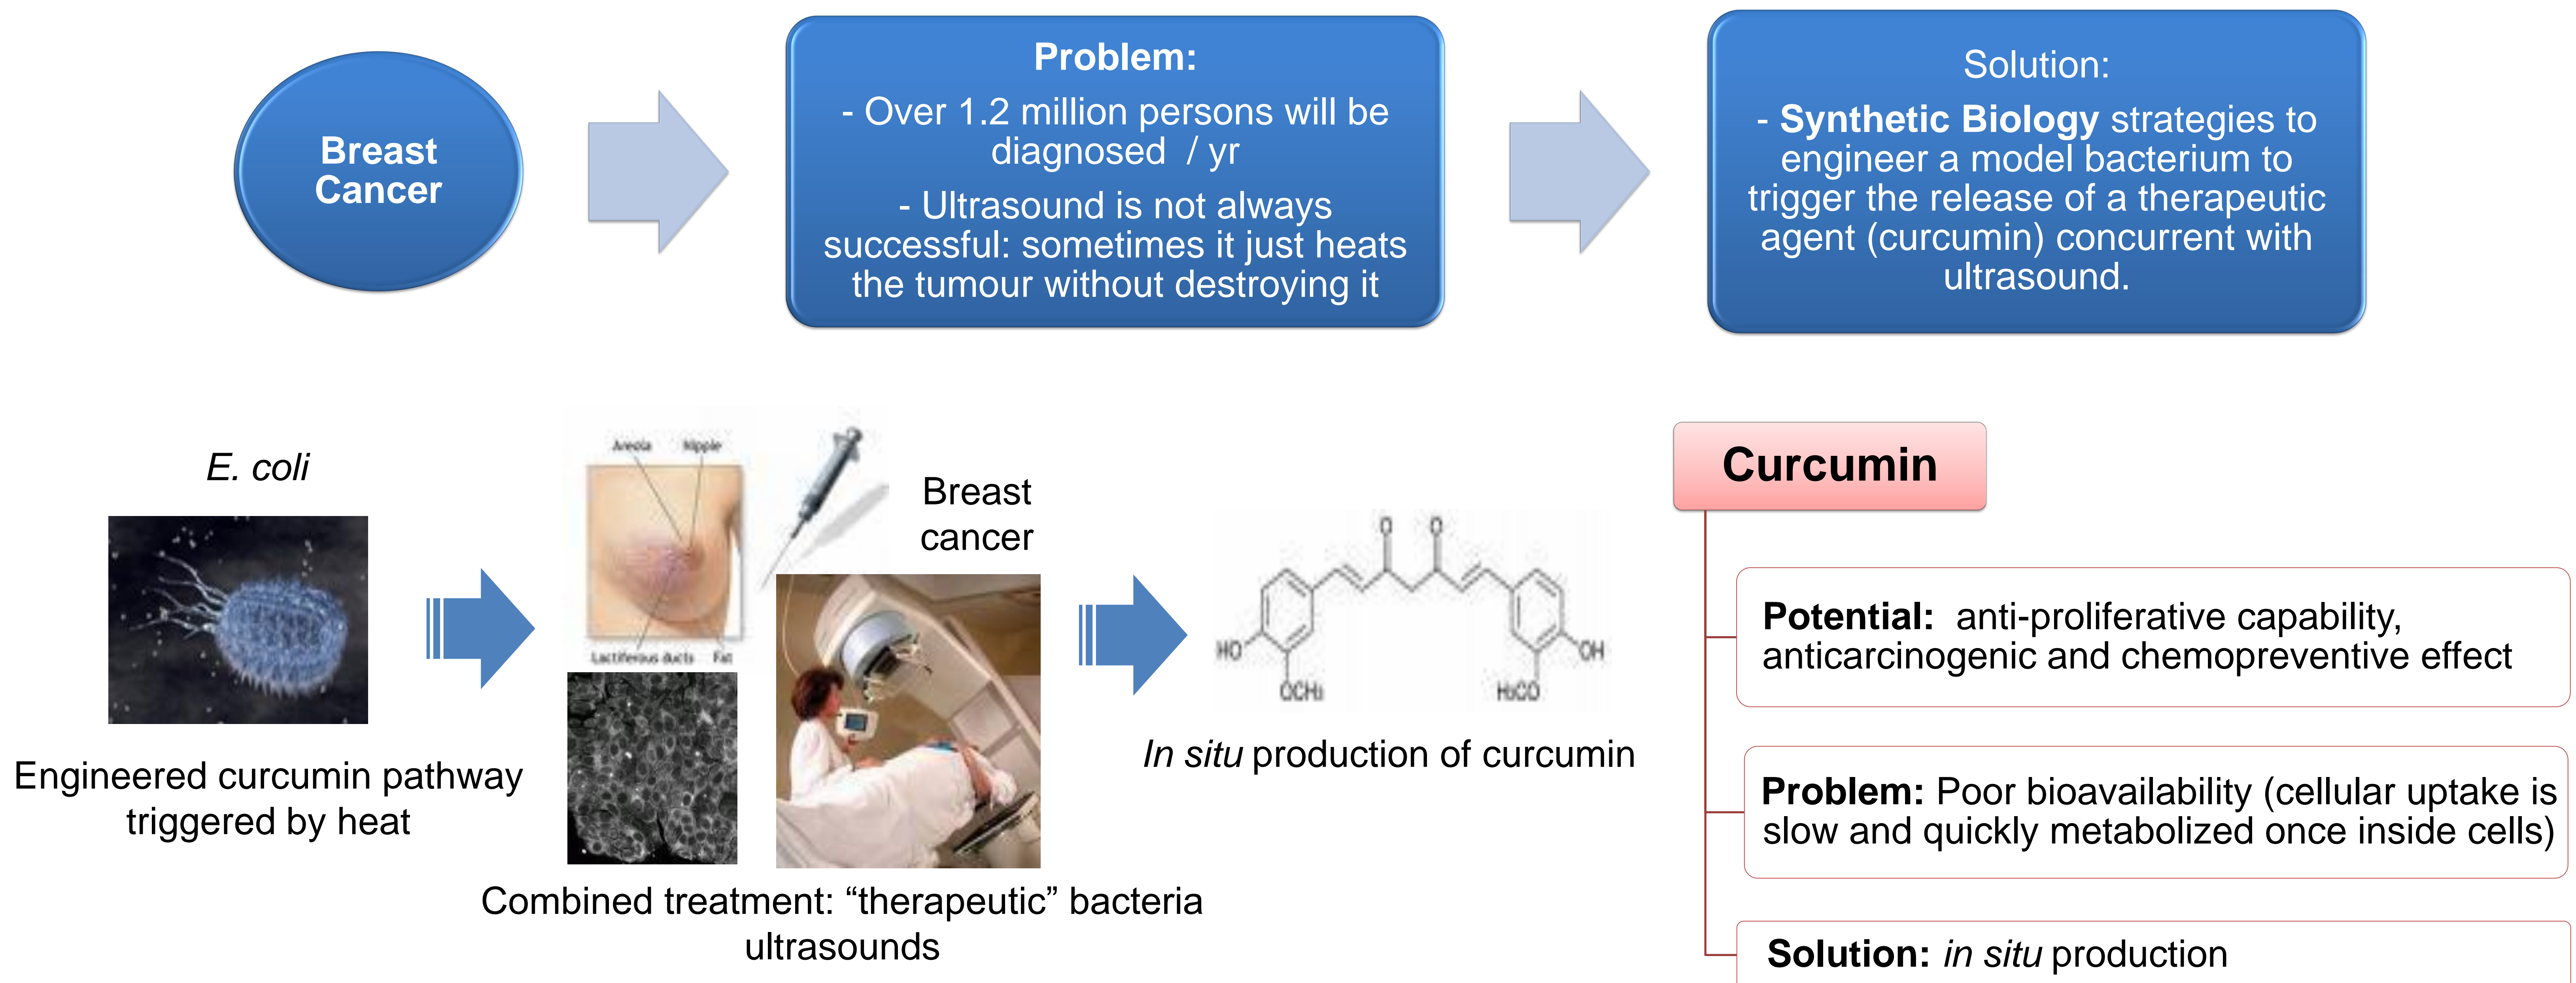 Breast
Cancer
Problem:
- Over 1.2 million persons will be
diagnosed / yr
- Ultrasound is not always
successful: sometimes it just heats
the tumour without destroying it
Solution:
- Synthetic Biology strategies to
engineer a model bacterium to
trigger the release of a therapeutic
agent (curcumin) concurrent with
ultrasound.
E. coli
Engineered curcumin pathway
triggered by heat
Areola Nipple
Lactiferous ducts Fat
Breast
cancer
Combined treatment: “therapeutic” bacteria
ultrasounds
O O
HO OH
OCH₃ H₃CO
In situ production of curcumin
Curcumin
Potential: anti-proliferative capability,
anticarcinogenic and chemopreventive effect
Problem: Poor bioavailability (cellular uptake is
slow and quickly metabolized once inside cells)
Solution: in situ production